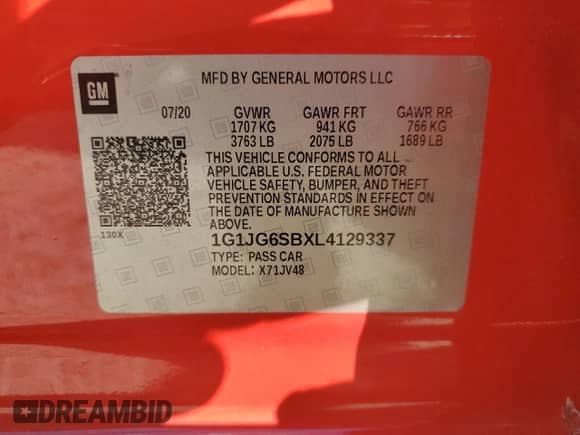 GM
MFD BY GENERAL MOTORS LLC
07/20 GVWR GAWR FRT GAWR RR
1707 KG 941 KG 766 KG
3763 LB 2075 LB 1689 LB
THIS VEHICLE CONFORMS TO ALL
APPLICABLE U.S. FEDERAL MOTOR
VEHICLE SAFETY, BUMPER, AND THEFT
PREVENTION STANDARDS IN EFFECT ON
THE DATE OF MANUFACTURE SHOWN
ABOVE.
130X
1G1JG6SBXL4129337
TYPE: PASS CAR
MODEL: X71JV48
DREAMBID